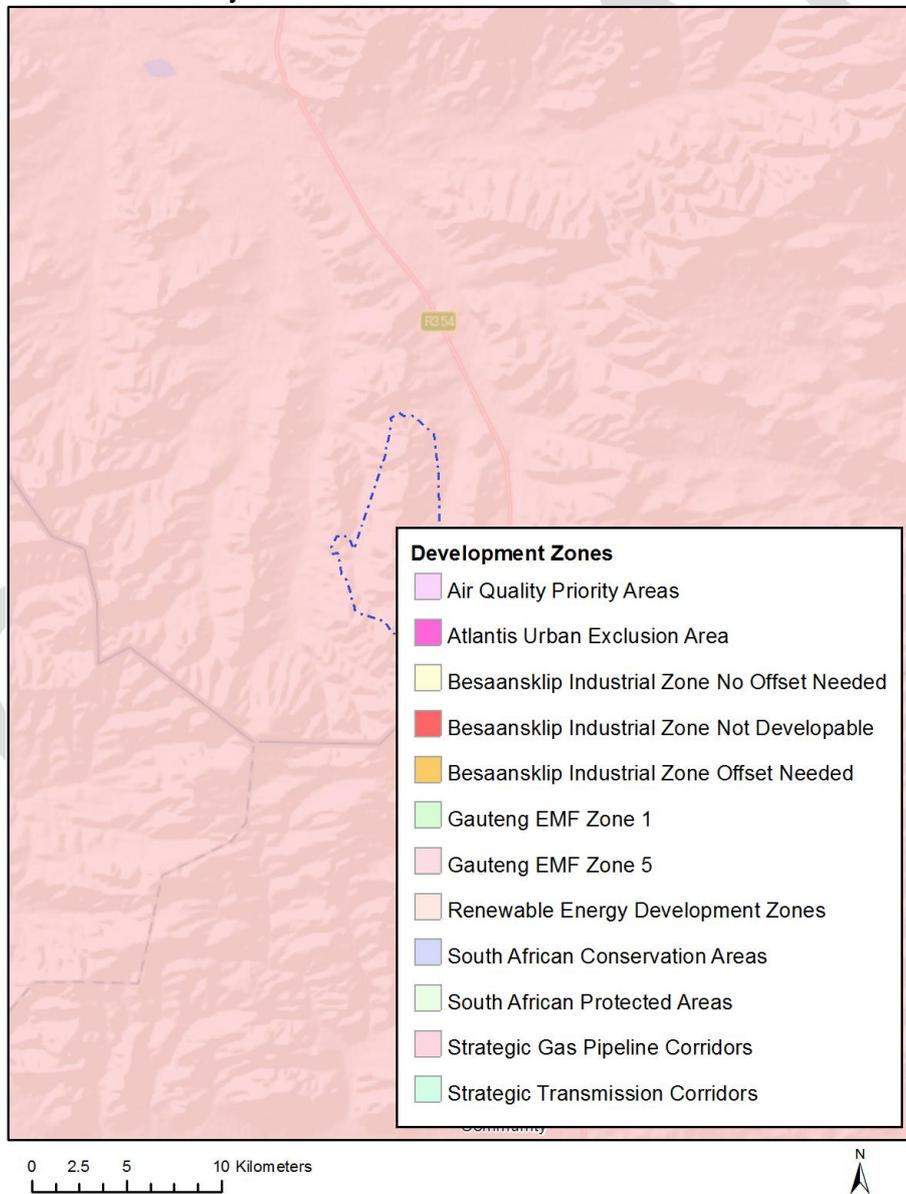 R354
Development Zones
Air Quality Priority Areas
Atlantis Urban Exclusion Area
Besaansklip Industrial Zone No Offset Needed
Besaansklip Industrial Zone Not Developable
Besaansklip Industrial Zone Offset Needed
Gauteng EMF Zone 1
Gauteng EMF Zone 5
Renewable Energy Development Zones
South African Conservation Areas
South African Protected Areas
Strategic Gas Pipeline Corridors
Strategic Transmission Corridors
Community
0 2.5 5 10 Kilometers
N